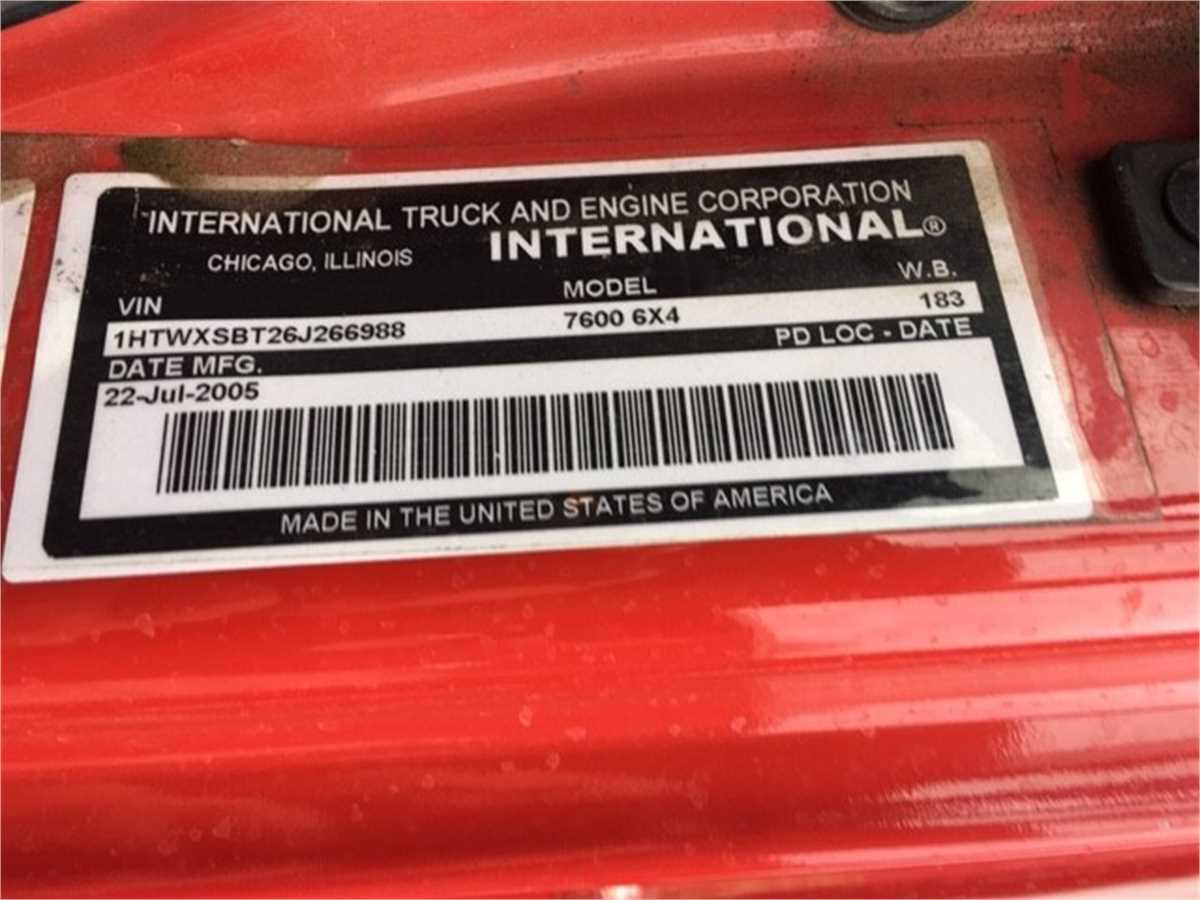 INTERNATIONAL TRUCK AND ENGINE CORPORATION
CHICAGO, ILLINOIS INTERNATIONAL®
VIN MODEL W.B.
1HTWXSBT26J266988 7600 6X4 183
DATE MFG. PD LOC - DATE
22-Jul-2005
MADE IN THE UNITED STATES OF AMERICA